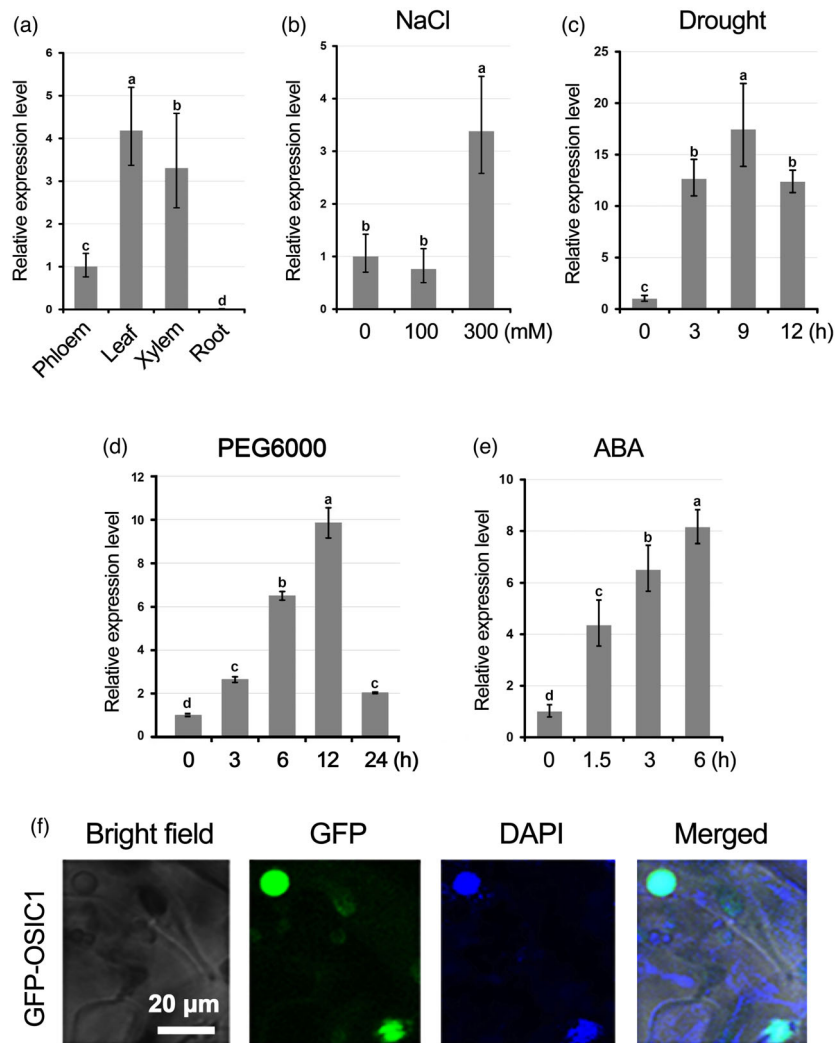 (a)
Relative expression level
6
5
4
3
2
1
0
c
a
b
d
Phloem
Leaf
Xylem
Root
(b)
NaCl
Relative expression level
5
4
3
2
1
0
b
b
a
0 100 300 (mM)
(c)
Drought
Relative expression level
25
20
15
10
5
0
c
b
a
b
0 3 9 12 (h)
(d)
PEG6000
Relative expression level
12
10
8
6
4
2
0
d
c
b
a
c
0 3 6 12 24 (h)
(e)
ABA
Relative expression level
10
8
6
4
2
0
d
c
b
a
0 1.5 3 6 (h)
(f)
Bright field GFP DAPI Merged
GFP-OSIC1
20 µm